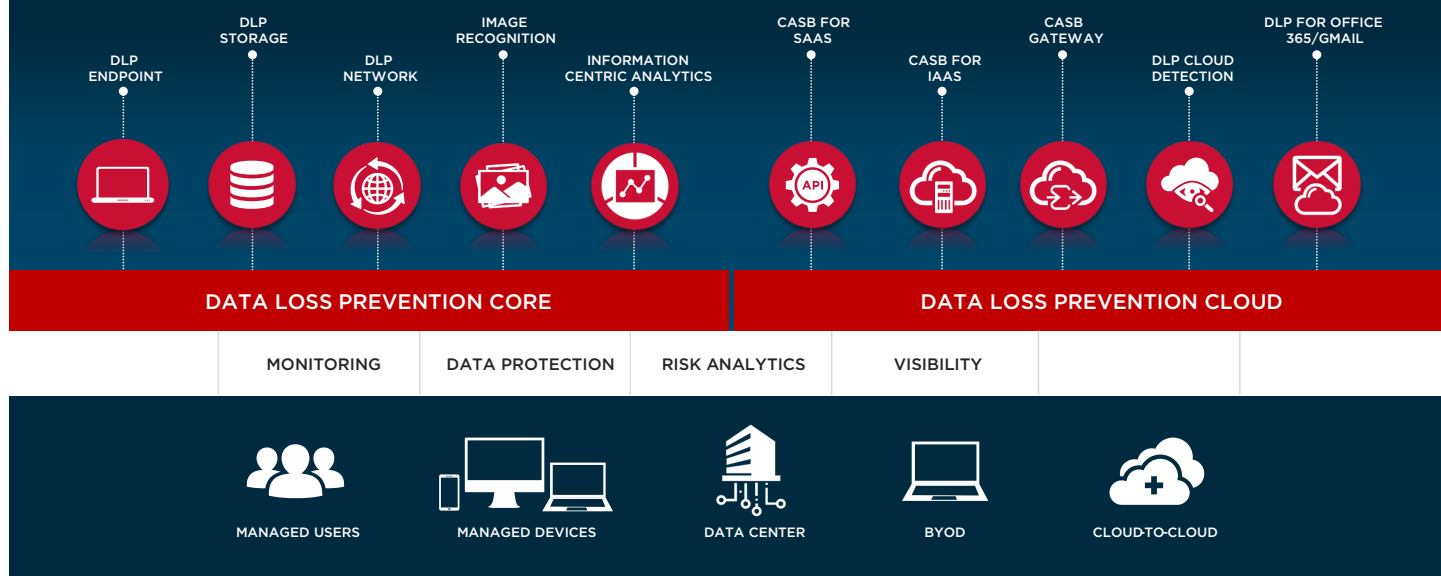 DLP
ENDPOINT
DLP
STORAGE
DLP
NETWORK
IMAGE
RECOGNITION
INFORMATION
CENTRIC ANALYTICS
CASB FOR
SAAS
CASB FOR
IAAS
CASB
GATEWAY
DLP CLOUD
DETECTION
DLP FOR OFFICE
365/GMAIL
API
DATA LOSS PREVENTION CORE
DATA LOSS PREVENTION CLOUD
MONITORING
DATA PROTECTION
RISK ANALYTICS
VISIBILITY
MANAGED USERS
MANAGED DEVICES
DATA CENTER
BYOD
CLOUD-TO-CLOUD